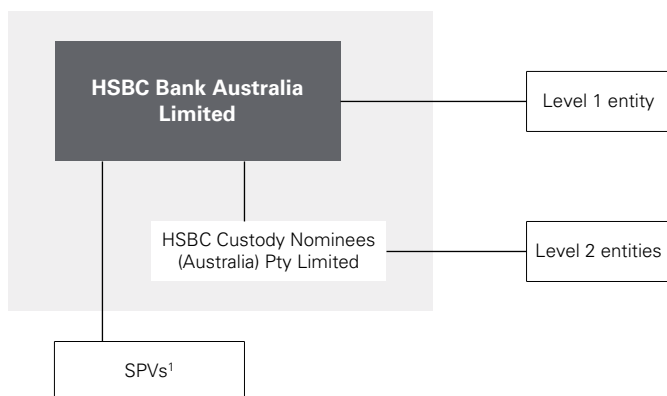 HSBC Bank Australia
Limited
Level 1 entity
HSBC Custody Nominees
(Australia) Pty Limited
Level 2 entities
SPVs¹